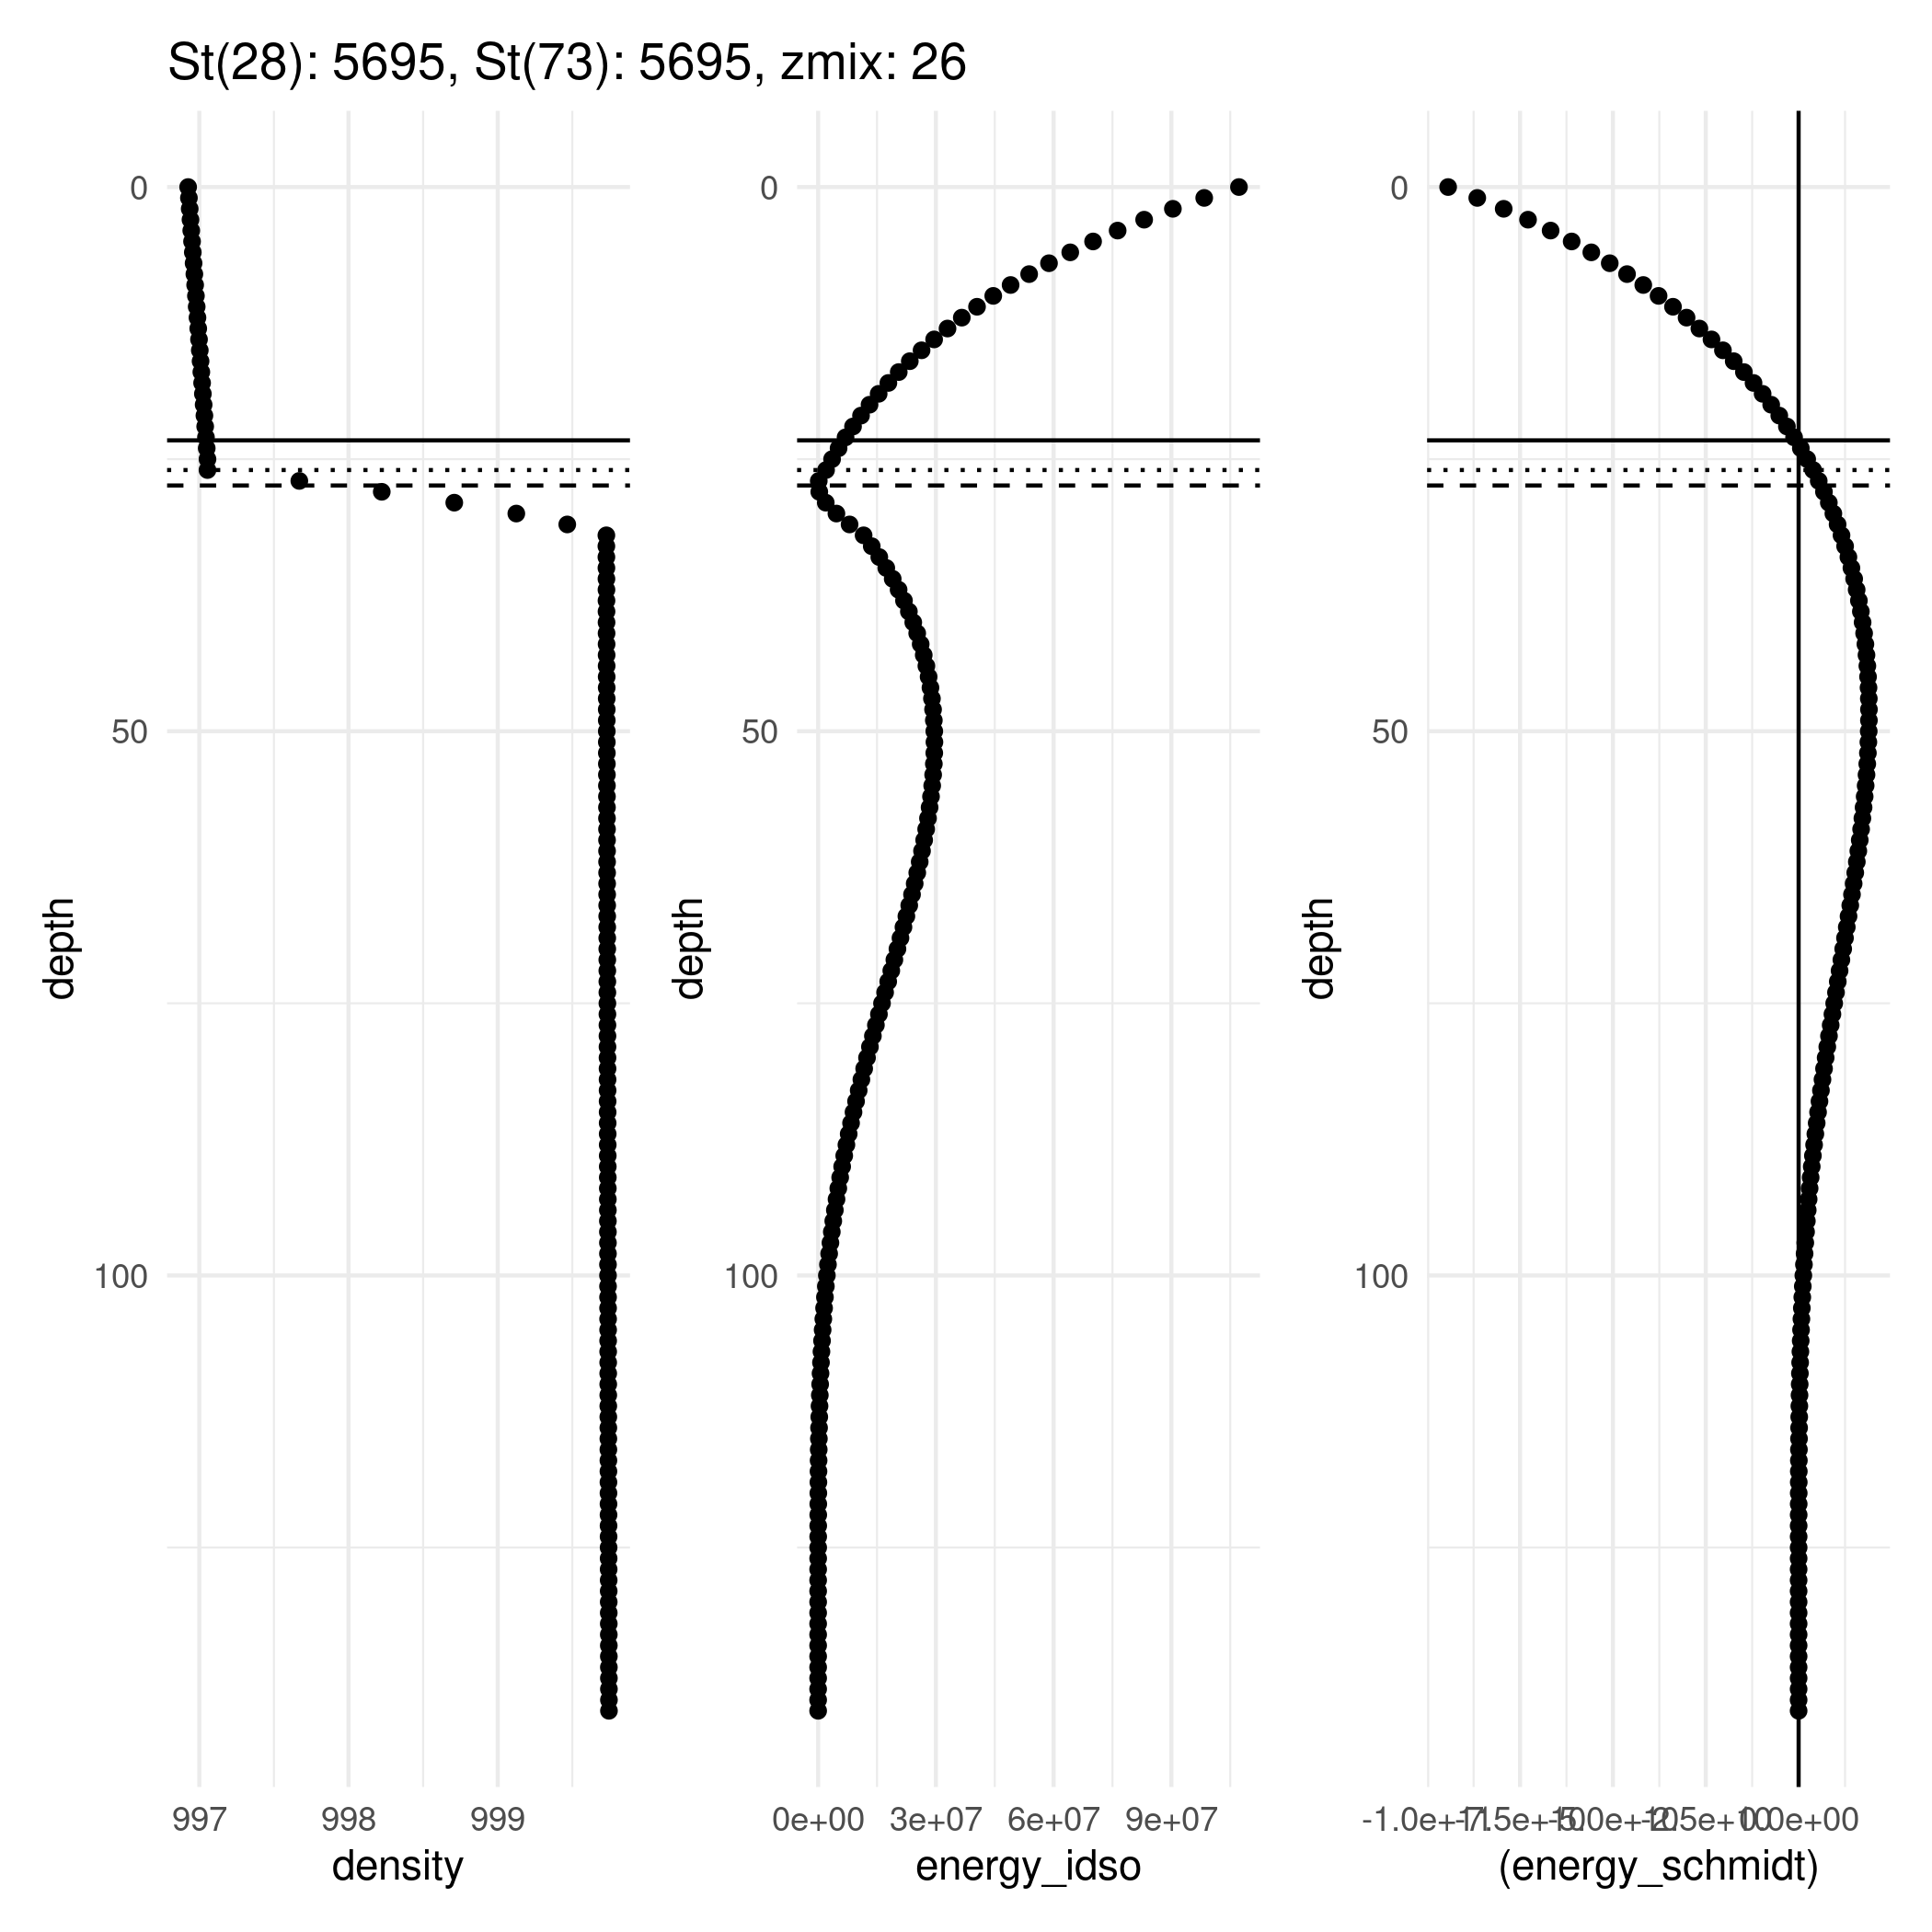 St(28): 5695, St(73): 5695, zmix: 26
0
50
100
depth
997 998 999
density
0
50
100
depth
0e+00 3e+07 6e+07 9e+07
energy_idso
0
50
100
depth
0.0e+00
(energy_schmidt)